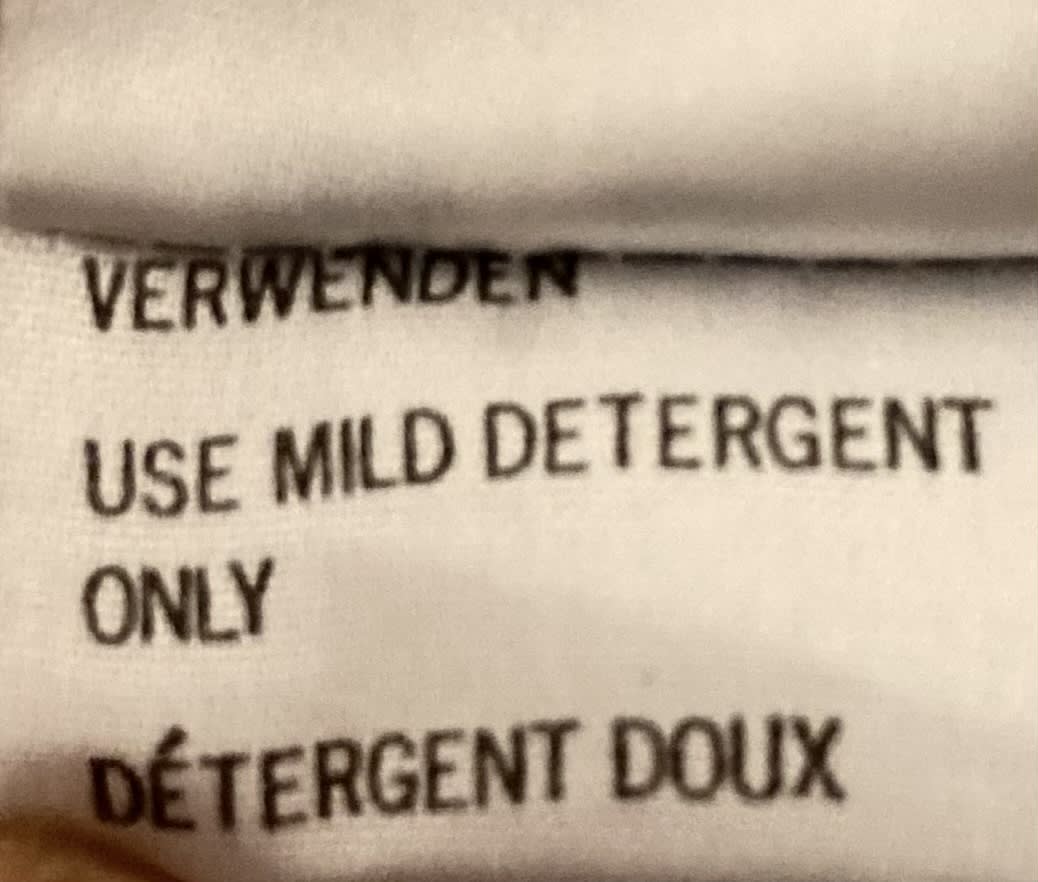 VERWENDEN
USE MILD DETERGENT
ONLY
DÉTERGENT DOUX